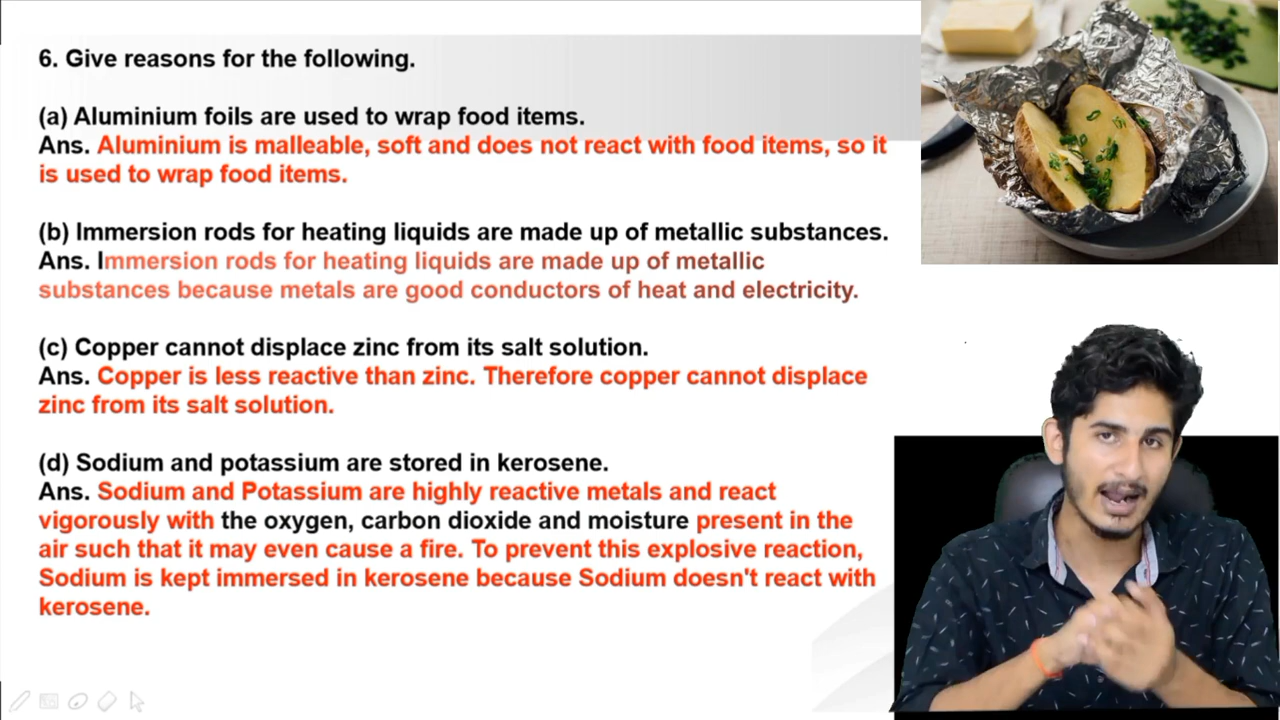 6. Give reasons for the following.
(a) Aluminium foils are used to wrap food items.
Ans. Aluminium is malleable, soft and does not react with food items, so it
is used to wrap food items.
(b) Immersion rods for heating liquids are made up of metallic substances.
Ans. Immersion rods for heating liquids are made up of metallic
substances because metals are good conductors of heat and electricity.
(c) Copper cannot displace zinc from its salt solution.
Ans. Copper is less reactive than zinc. Therefore copper cannot displace
zinc from its salt solution.
(d) Sodium and potassium are stored in kerosene.
Ans. Sodium and Potassium are highly reactive metals and react
vigorously with the oxygen, carbon dioxide and moisture present in the
air such that it may even cause a fire. To prevent this explosive reaction,
Sodium is kept immersed in kerosene because Sodium doesn't react with
kerosene.